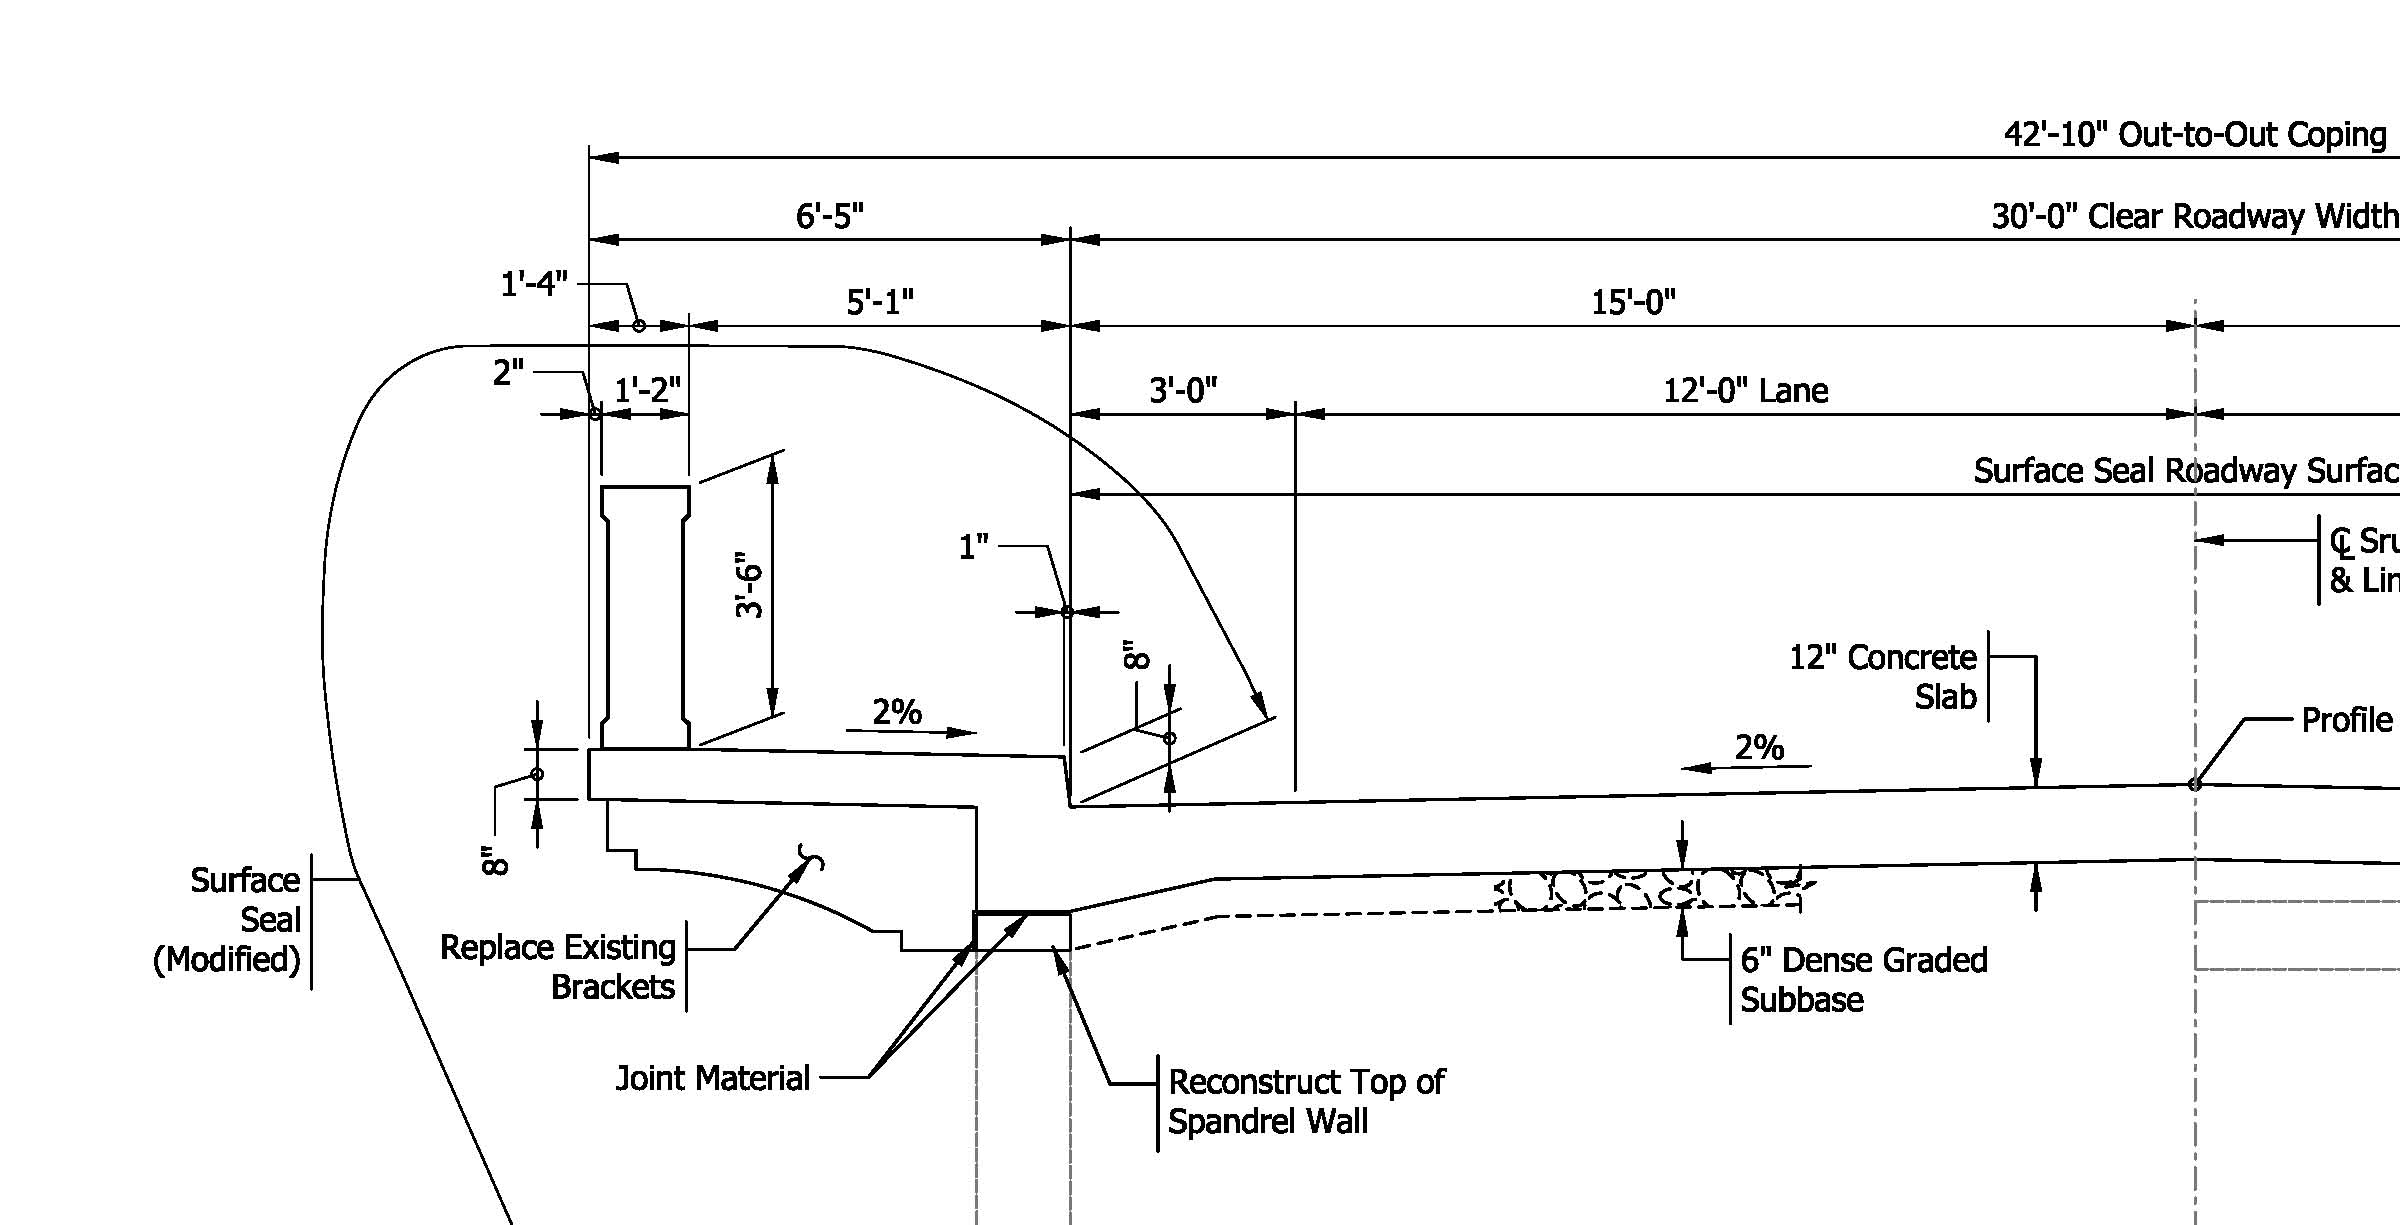 42'-10" Out-to-Out Coping
6'-5"
30'-0" Clear Roadway Width
1'-4"
5'-1"
15'-0"
2"
1'-2"
3'-0"
12'-0" Lane
Surface Seal Roadway Surfac
3'-6"
1"
℄ Sru
& Lin
8"
12" Concrete
Slab
2%
2%
Profile
8"
Surface
Seal
(Modified)
Replace Existing
Brackets
6" Dense Graded
Subbase
Joint Material
Reconstruct Top of
Spandrel Wall